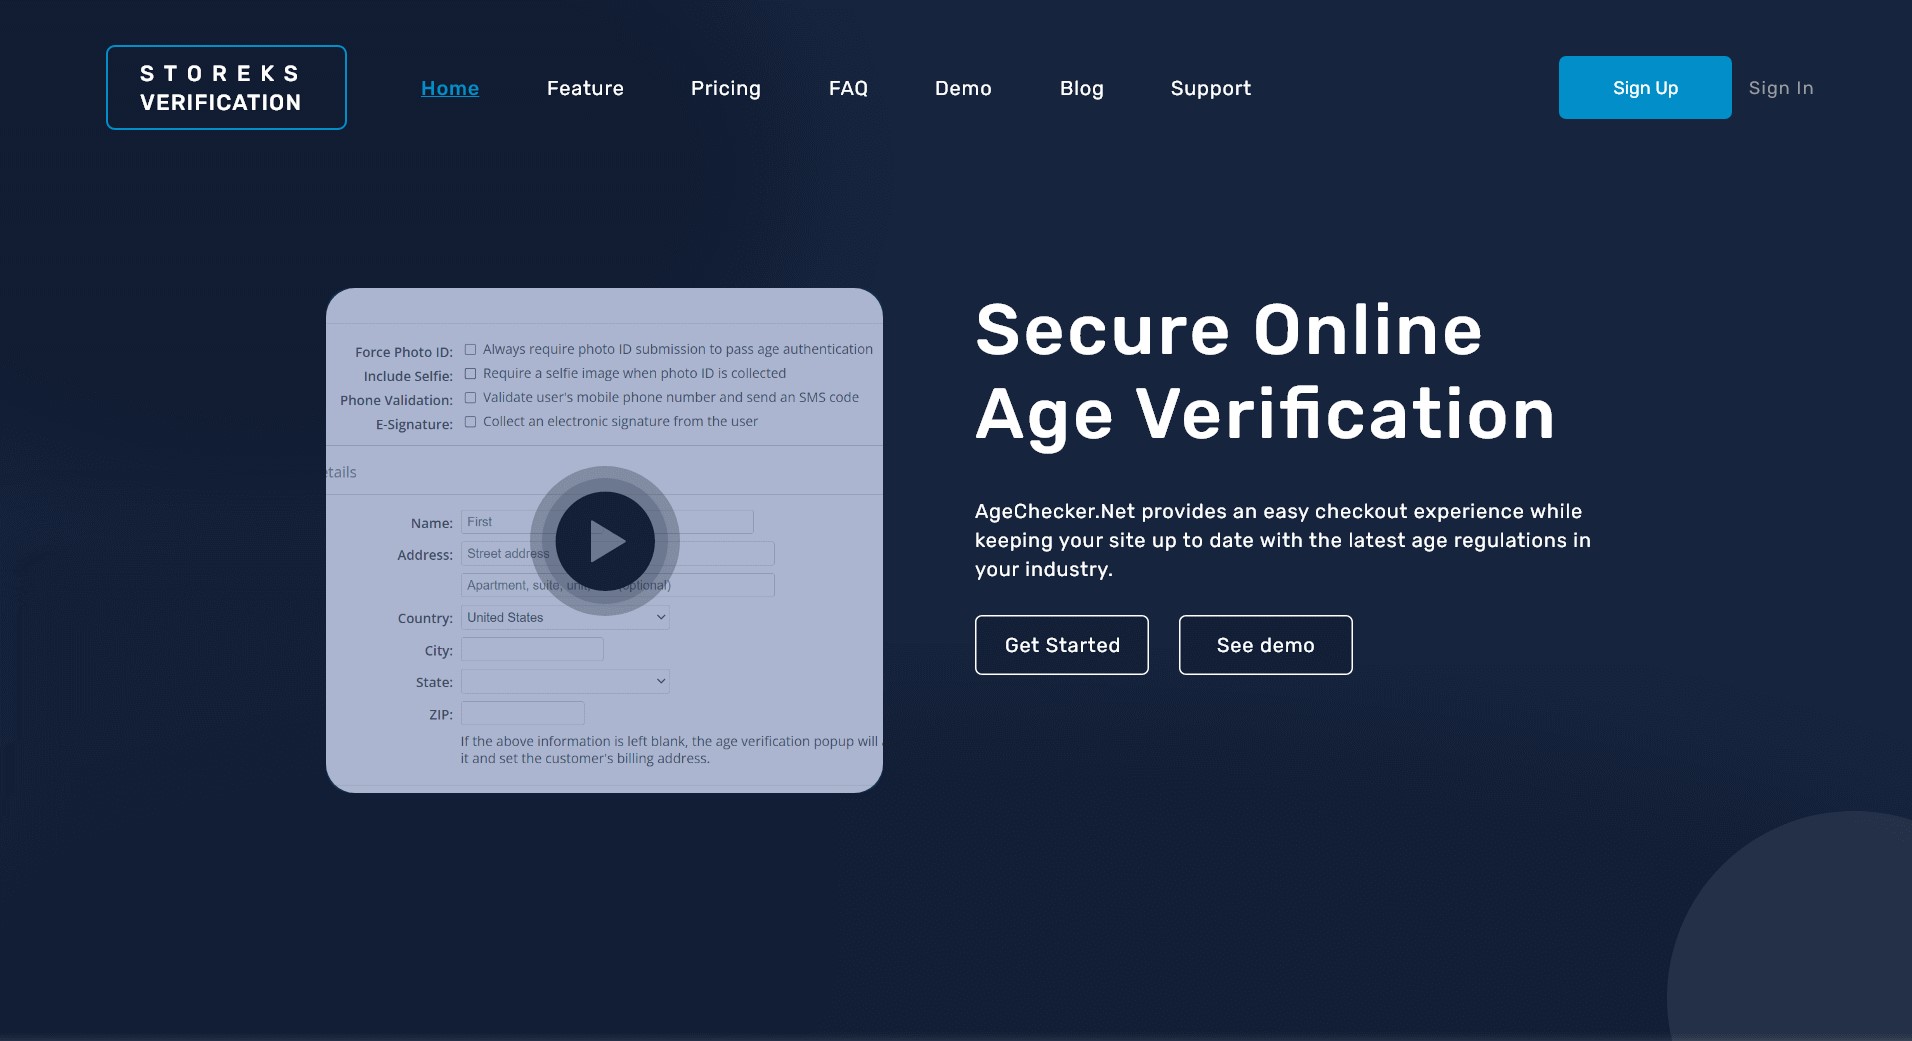 STOREKS
VERIFICATION
Home
Feature
Pricing
FAQ
Demo
Blog
Support
Sign Up
Sign In
Force Photo ID: Always require photo ID submission to pass age authentication
Include Selfie: Require a selfie image when photo ID is collected
Phone Validation: Validate user's mobile phone number and send an SMS code
E-Signature: Collect an electronic signature from the user
etails
Name: First
Address: Street address
Apartment, suite,
Country: United States
City:
State:
ZIP:
If the above information is left blank, the age verification popup will
it and set the customer's billing address.
Secure Online
Age Verification
AgeChecker.Net provides an easy checkout experience while
keeping your site up to date with the latest age regulations in
your industry.
Get Started
See demo